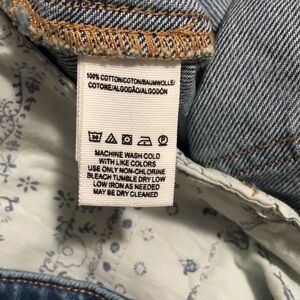 100% COTTON/COTON/BAUMWOLLE/
COTONE/ALGODÃO/ALGODÓN
MACHINE WASH COLD
WITH LIKE COLORS
USE ONLY NON-CHLORINE
BLEACH TUMBLE DRY LOW
LOW IRON AS NEEDED
MAY BE DRY CLEANED